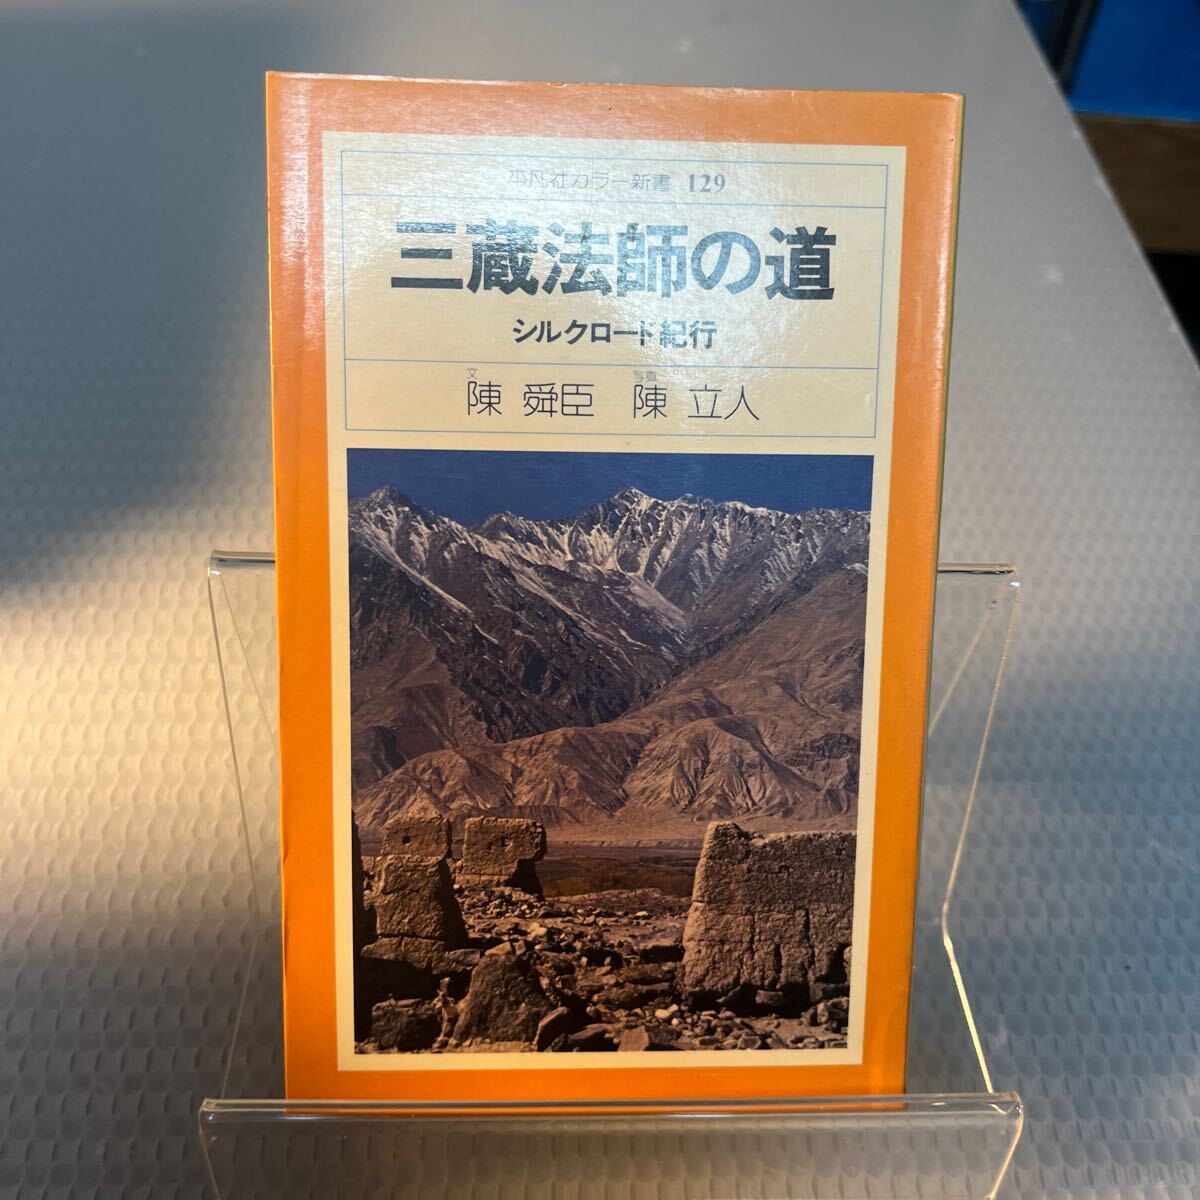 平凡社カラー新書 129
三蔵法師の道
シルクロード紀行
文 写真
陳 舜臣 陳 立人